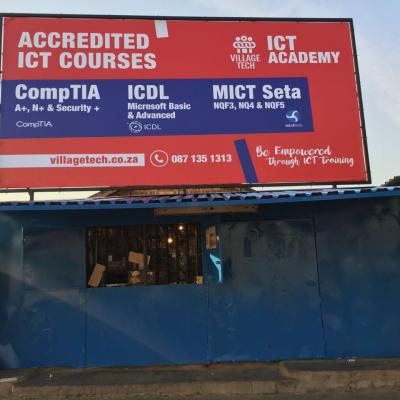 ACCREDITED
ICT COURSES
VILLAGE
TECH
ICT
ACADEMY
CompTIA
A+, N+ & Security +
CompTIA
ICDL
Microsoft Basic
& Advanced
ICDL
MICT Seta
NQF3, NQ4 & NQF5
villagetech.co.za
087 135 1313
Be Empowered
Through ICT Training